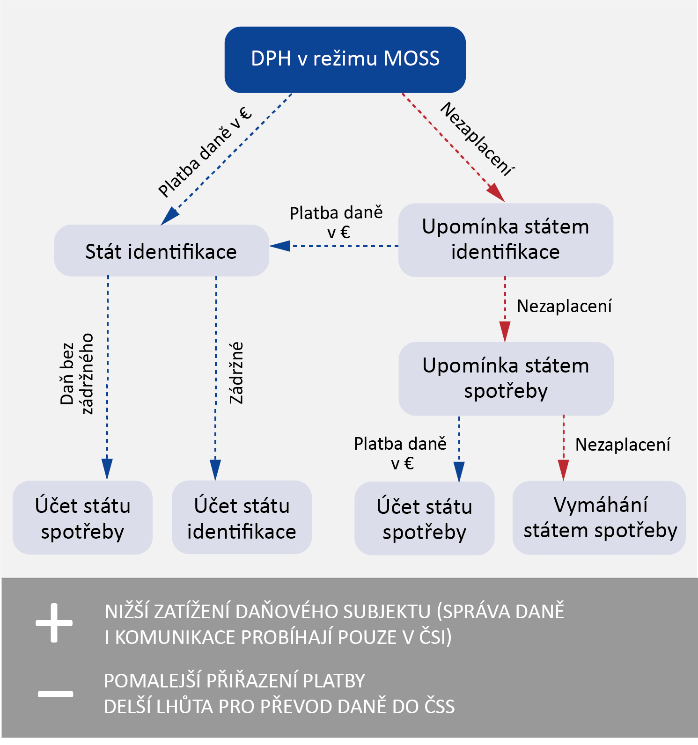 DPH v režimu MOSS
Platba daně v €
Nezaplacení
Platba daně
v €
Stát identifikace
Upomínka státem
identifikace
Nezaplacení
Daň bez
zádržného
Zádržné
Upomínka státem
spotřeby
Platba daně
v €
Nezaplacení
Účet státu
spotřeby
Účet státu
identifikace
Účet státu
spotřeby
Vymáhání
státem spotřeby
+ NIŽŠÍ ZATÍŽENÍ DAŇOVÉHO SUBJEKTU (SPRÁVA DANĚ
I KOMUNIKACE PROBÍHAJÍ POUZE V ČSI)
− POMALEJŠÍ PŘIŘAZENÍ PLATBY
DELŠÍ LHŮTA PRO PŘEVOD DANĚ DO ČSS